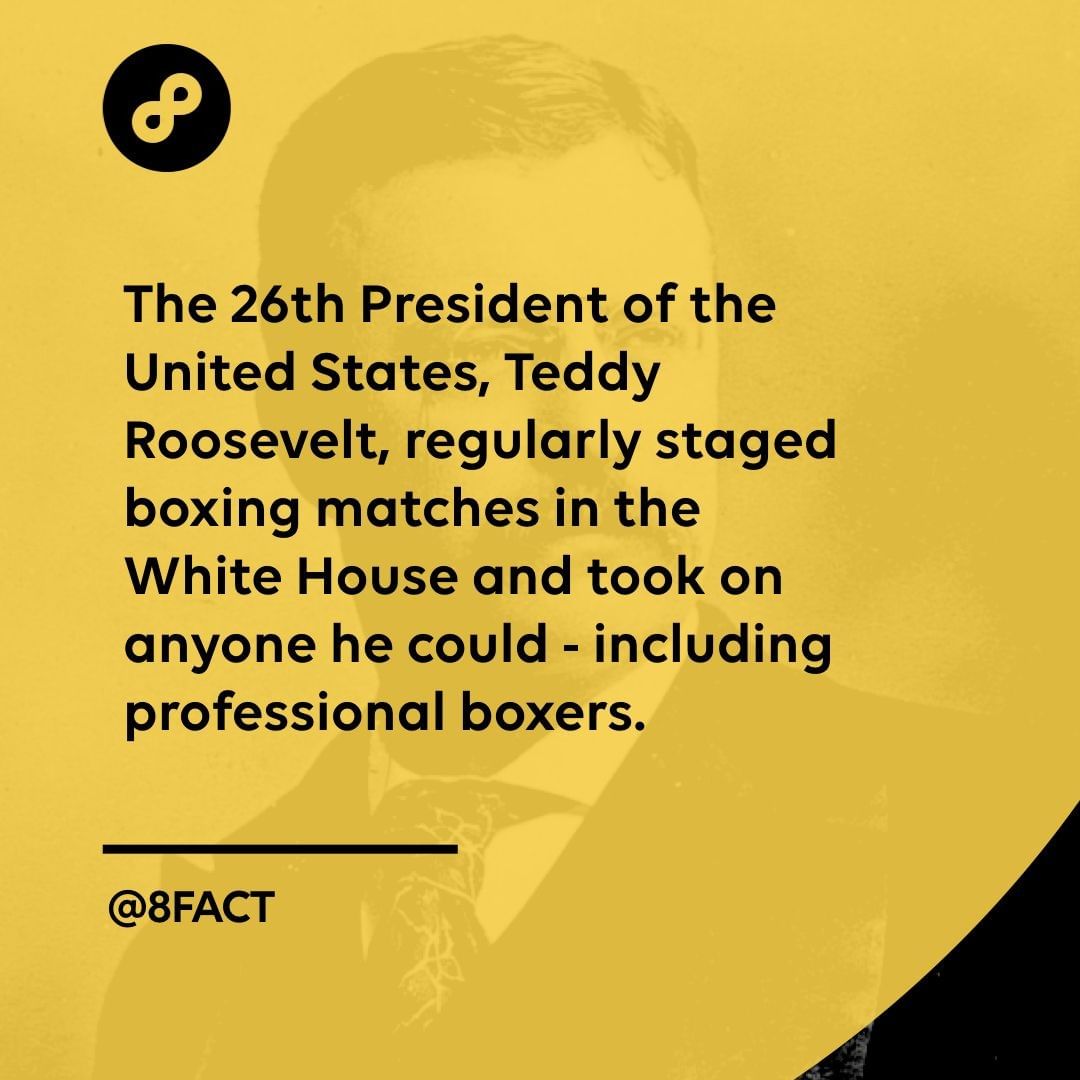 The 26th President of the
United States, Teddy
Roosevelt, regularly staged
boxing matches in the
White House and took on
anyone he could - including
professional boxers.
@8FACT